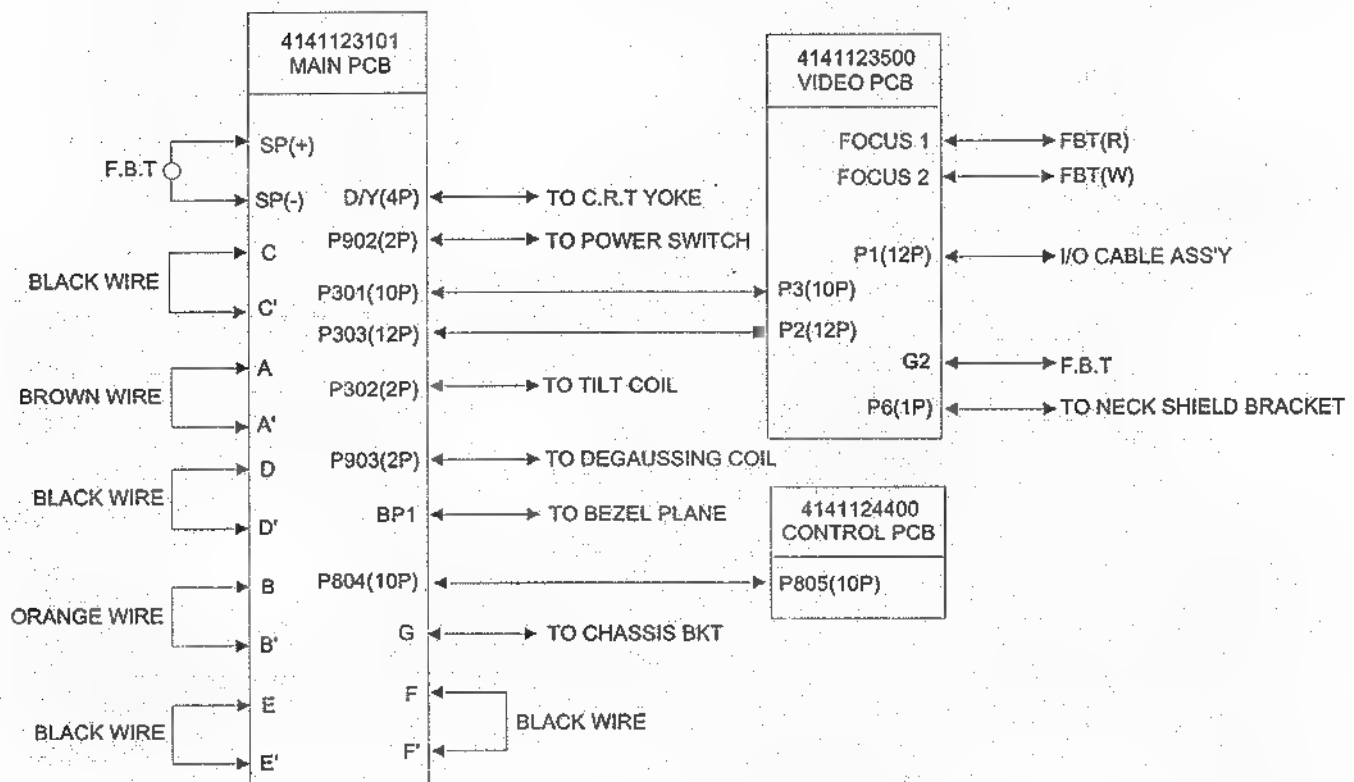 4141123101
MAIN PCB
SP(+)
F.B.T
SP(-)
C
BLACK WIRE
C'
A
BROWN WIRE
A'
D
BLACK WIRE
D'
B
ORANGE WIRE
B'
E
BLACK WIRE
E'
D/Y(4P)
TO C.R.T YOKE
P902(2P)
TO POWER SWITCH
P301(10P)
P303(12P)
P302(2P)
TO TILT COIL
P903(2P)
TO DEGAUSSING COIL
BP1
TO BEZEL PLANE
P804(10P)
G
TO CHASSIS BKT
F
BLACK WIRE
F'
4141123500
VIDEO PCB
FOCUS 1
FBT(R)
FOCUS 2
FBT(W)
P1(12P)
I/O CABLE ASS'Y
P3(10P)
P2(12P)
G2
F.B.T
P6(1P)
TO NECK SHIELD BRACKET
4141124400
CONTROL PCB
P805(10P)